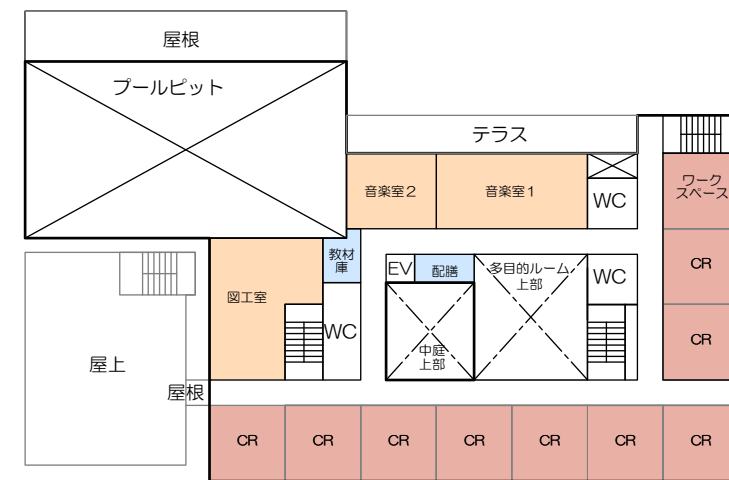 屋根
プールピット
テラス
音楽室2
音楽室1
WC
ワーク
スペース
教材
庫
EV
配膳
多目的ルーム
上部
WC
CR
図工室
WC
中庭
上部
CR
屋上
屋根
CR
CR
CR
CR
CR
CR
CR